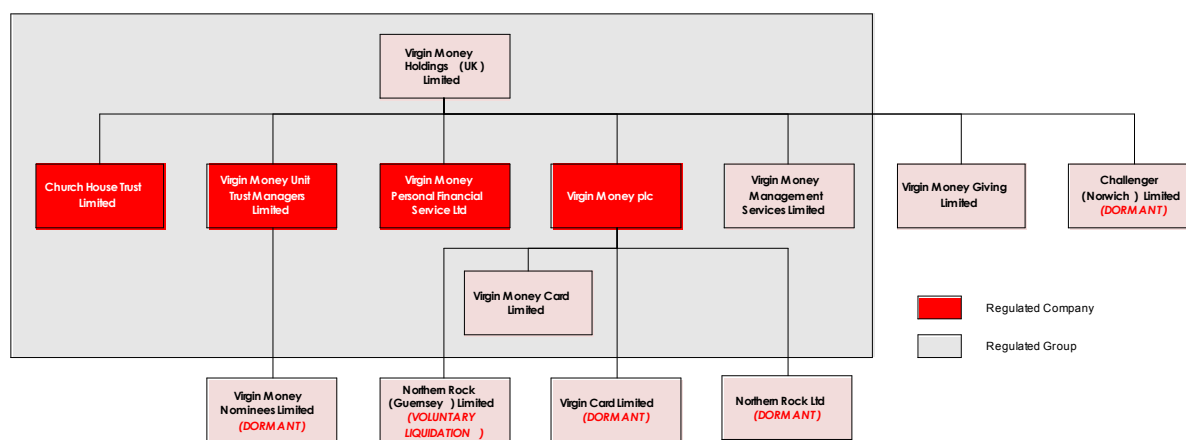 Virgin Money
Holdings (UK)
Limited
Church House Trust
Limited
Virgin Money Unit
Trust Managers
Limited
Virgin Money
Personal Financial
Service Ltd
Virgin Money plc
Virgin Money
Management
Services Limited
Virgin Money Giving
Limited
Challenger
(Norwich) Limited
(DORMANT)
Virgin Money Card
Limited
Regulated Company
Regulated Group
Virgin Money
Nominees Limited
(DORMANT)
Northern Rock
(Guernsey) Limited
(VOLUNTARY
LIQUIDATION)
Virgin Card Limited
(DORMANT)
Northern Rock Ltd
(DORMANT)